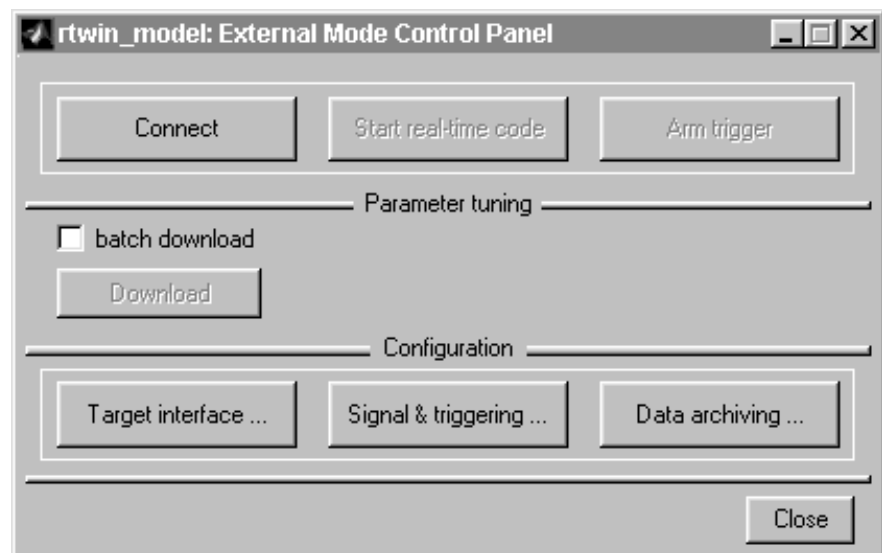 rtwin_model: External Mode Control Panel
Connect
Start real-time code
Arm trigger
Parameter tuning
batch download
Download
Configuration
Target interface ...
Signal & triggering ...
Data archiving ...
Close